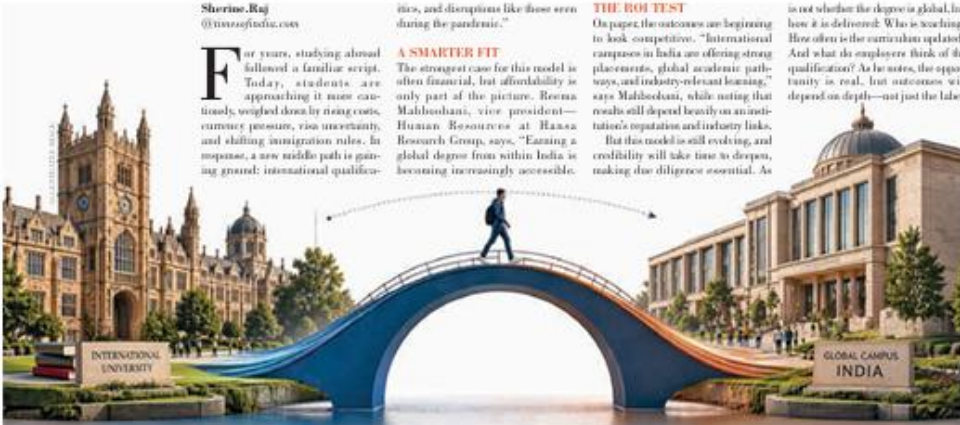 Sherine.Raj
@timesofindia.com
For years, studying abroad
followed a familiar script.
Today, students are
approaching it more cau-
tiously, weighed down by rising costs,
currency pressure, visa uncertainty,
and shifting immigration rules. In
response, a new middle path is gain-
ing ground: international qualifica-
itics, and disruptions like those seen
during the pandemic."
A SMARTER FIT
The strongest case for this model is
often financial, but affordability is
only part of the picture. Reema
Mahboobani, vice president—
Human Resources at Hansa
Research Group, says, "Earning a
global degree from within India is
becoming increasingly accessible.
THE ROI TEST
On paper, the outcomes are beginning
to look competitive. "International
campuses in India are offering strong
placements, global academic path-
ways, and industry-relevant learning,"
says Mahboobani, while noting that
results still depend heavily on an insti-
tution's reputation and industry links.
But this model is still evolving, and
credibility will take time to deepen,
making due diligence essential. As
is not whether the degree is global,
how it is delivered: Who is teaching
How often is the curriculum updated
And what do employers think of
qualification? As he notes, the oppor
tunity is real, but outcomes
depend on depth—not just the labe
INTERNATIONAL
UNIVERSITY
GLOBAL CAMPUS
INDIA